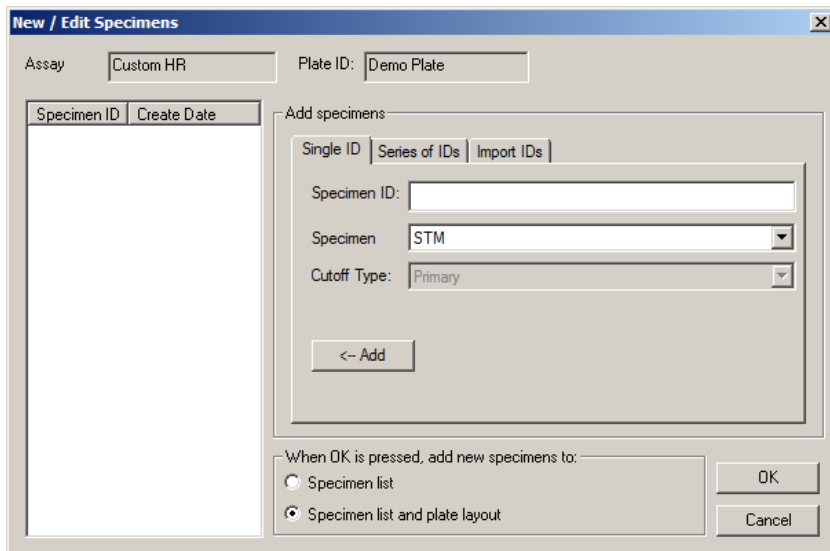 New / Edit Specimens
Assay
Custom HR
Plate ID:
Demo Plate
Specimen ID
Create Date
Add specimens
Single ID
Series of IDs
Import IDs
Specimen ID:
Specimen
STM
Cutoff Type:
Primary
<-- Add
When OK is pressed, add new specimens to:
Specimen list
Specimen list and plate layout
OK
Cancel